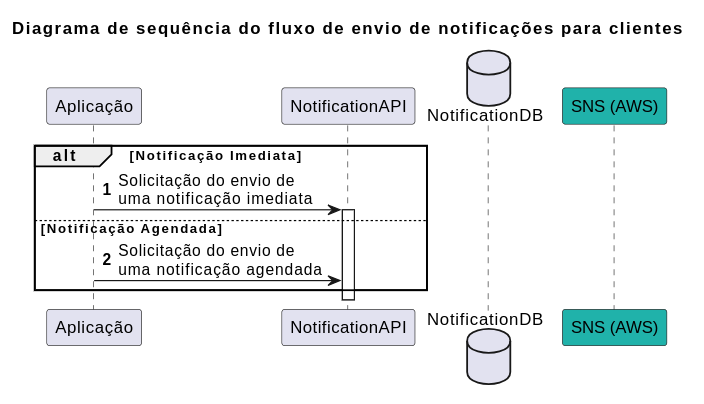 Diagrama de sequência do fluxo de envio de notificações para clientes
Aplicação
NotificationAPI
NotificationDB
SNS (AWS)
alt
[Notificação Imediata]
1
Solicitação do envio de
uma notificação imediata
[Notificação Agendada]
2
Solicitação do envio de
uma notificação agendada
Aplicação
NotificationAPI
NotificationDB
SNS (AWS)